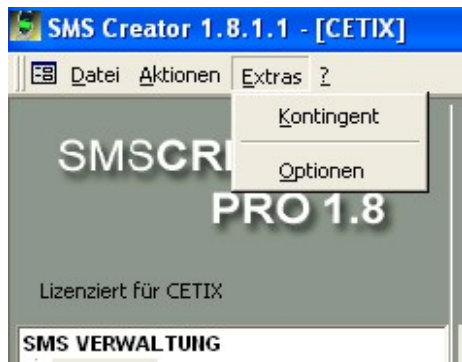 SMS Creator 1.8.1.1 - [CETIX]
Datei Aktionen Extras ?
Kontingent
Optionen
PRO 1.8
Lizenziert für CETIX
SMS VERWALTUNG